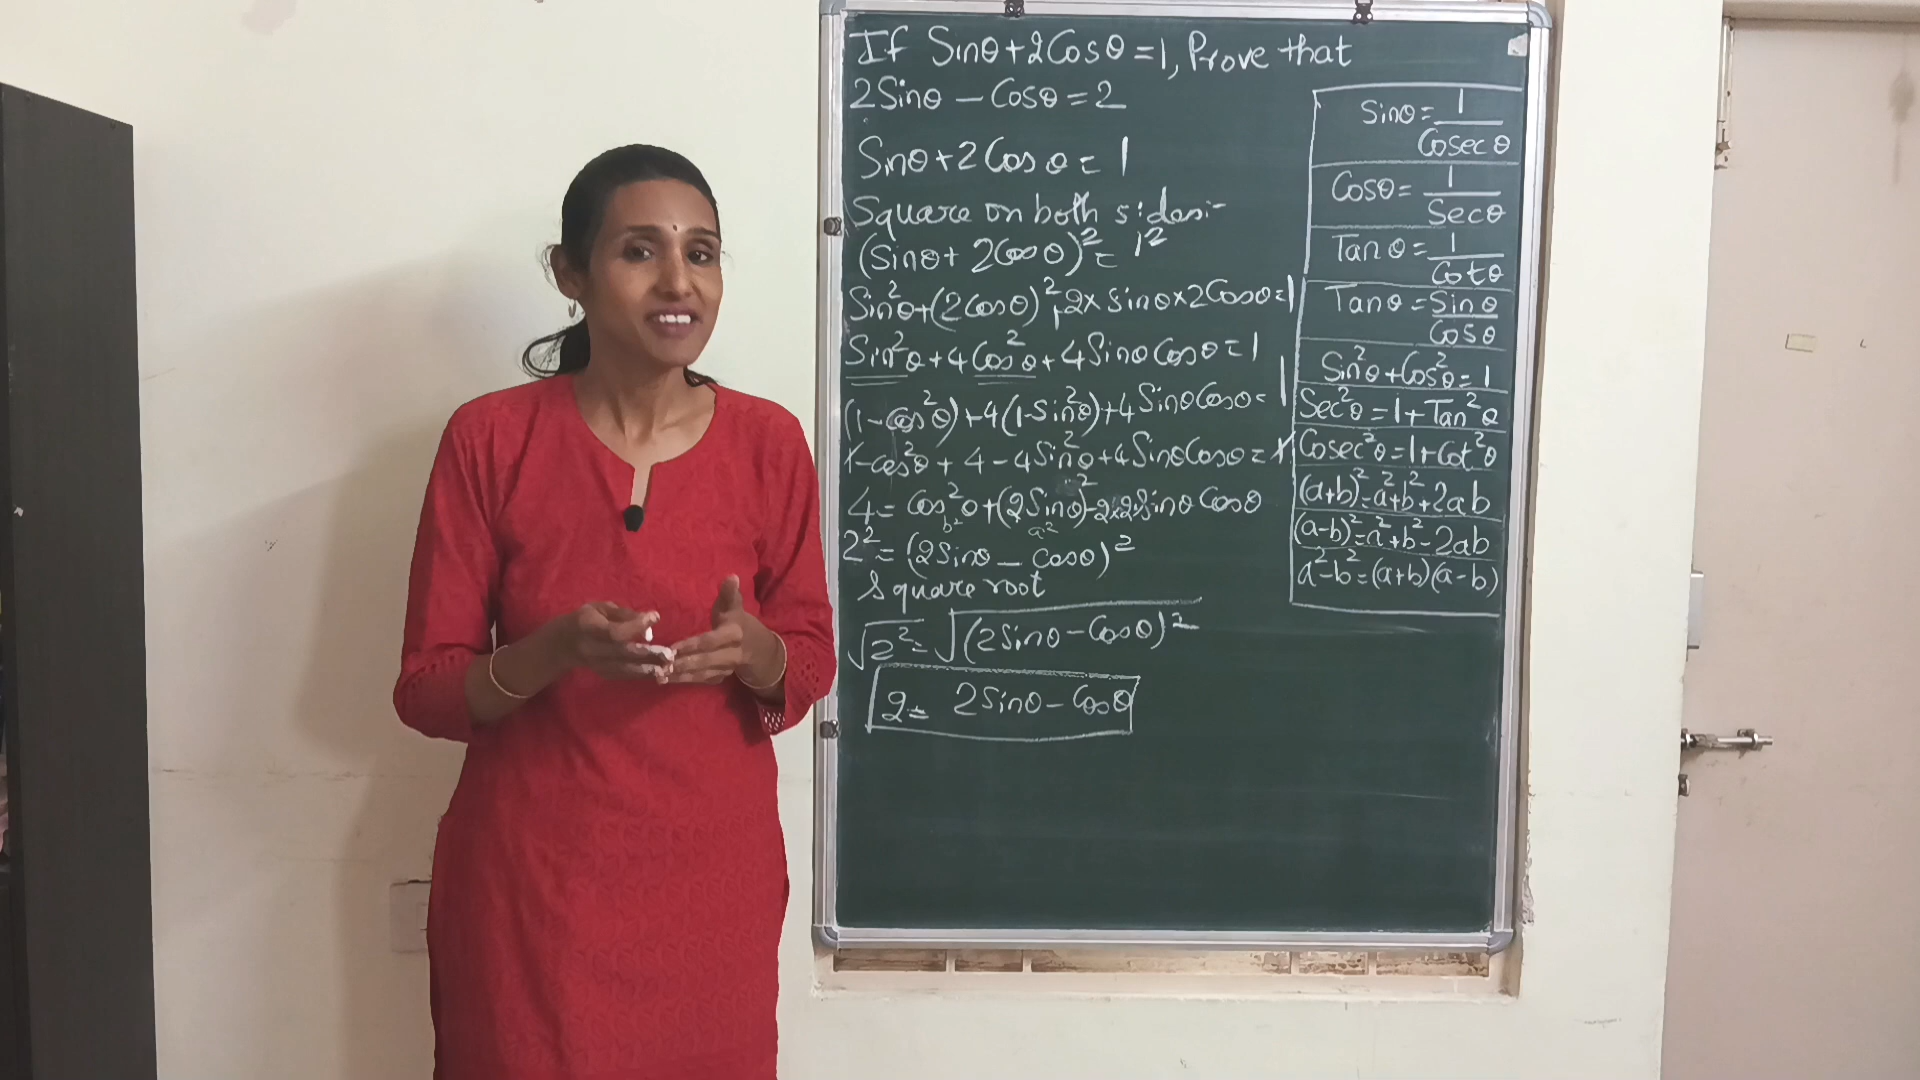 If Sinθ+2Cosθ=1, Prove that
2Sinθ - Cosθ=2
Sinθ+2Cosθ=1
Square on both sides:-
(Sinθ+2Cosθ)²=1²
Sin²θ+(2Cosθ)²+2×Sinθ×2Cosθ=1
Sin²θ+4Cos²θ+4SinθCosθ=1
(1-Cos²θ)+4(1-Sin²θ)+4SinθCosθ=1
1-Cos²θ+4-4Sin²θ+4SinθCosθ=1
4=Cos²θ+(2Sinθ)²-2×2SinθCosθ
b² a²
2²=(2Sinθ-Cosθ)²
Square root
√2²=√(2Sinθ-Cosθ)²
2= 2Sinθ-Cosθ
Sinθ=1/Cosecθ
Cosθ=1/Secθ
Tanθ=1/Cotθ
Tanθ=Sinθ/Cosθ
Sin²θ+Cos²θ=1
Sec²θ=1+Tan²θ
Cosec²θ=1+Cot²θ
(a+b)²=a²+b²+2ab
(a-b)²=a²+b²-2ab
a²-b²=(a+b)(a-b)